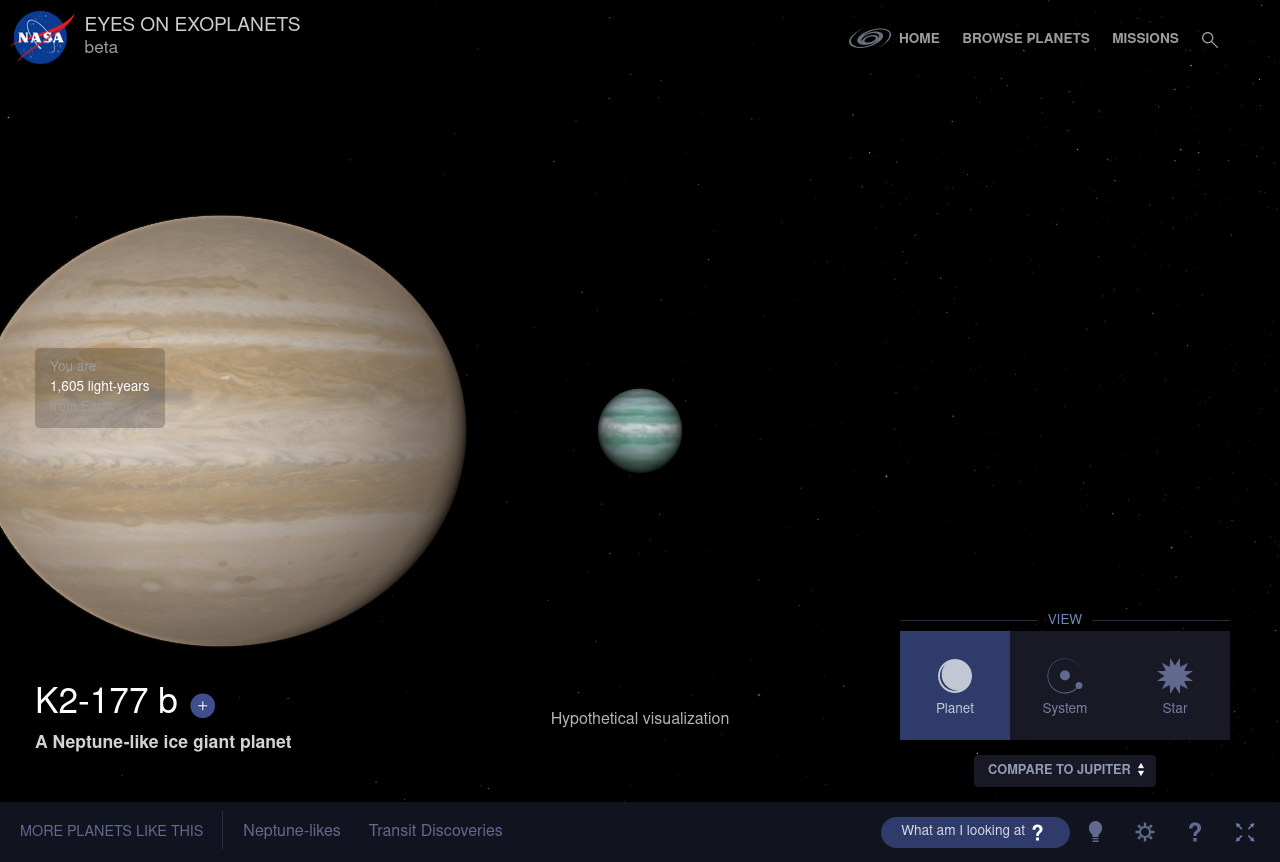 NASA
EYES ON EXOPLANETS
beta
HOME
BROWSE PLANETS
MISSIONS
You are
1,605 light-years
from Earth
K2-177 b
+
A Neptune-like ice giant planet
Hypothetical visualization
VIEW
Planet
System
Star
COMPARE TO JUPITER
MORE PLANETS LIKE THIS
Neptune-likes
Transit Discoveries
What am I looking at ?
?